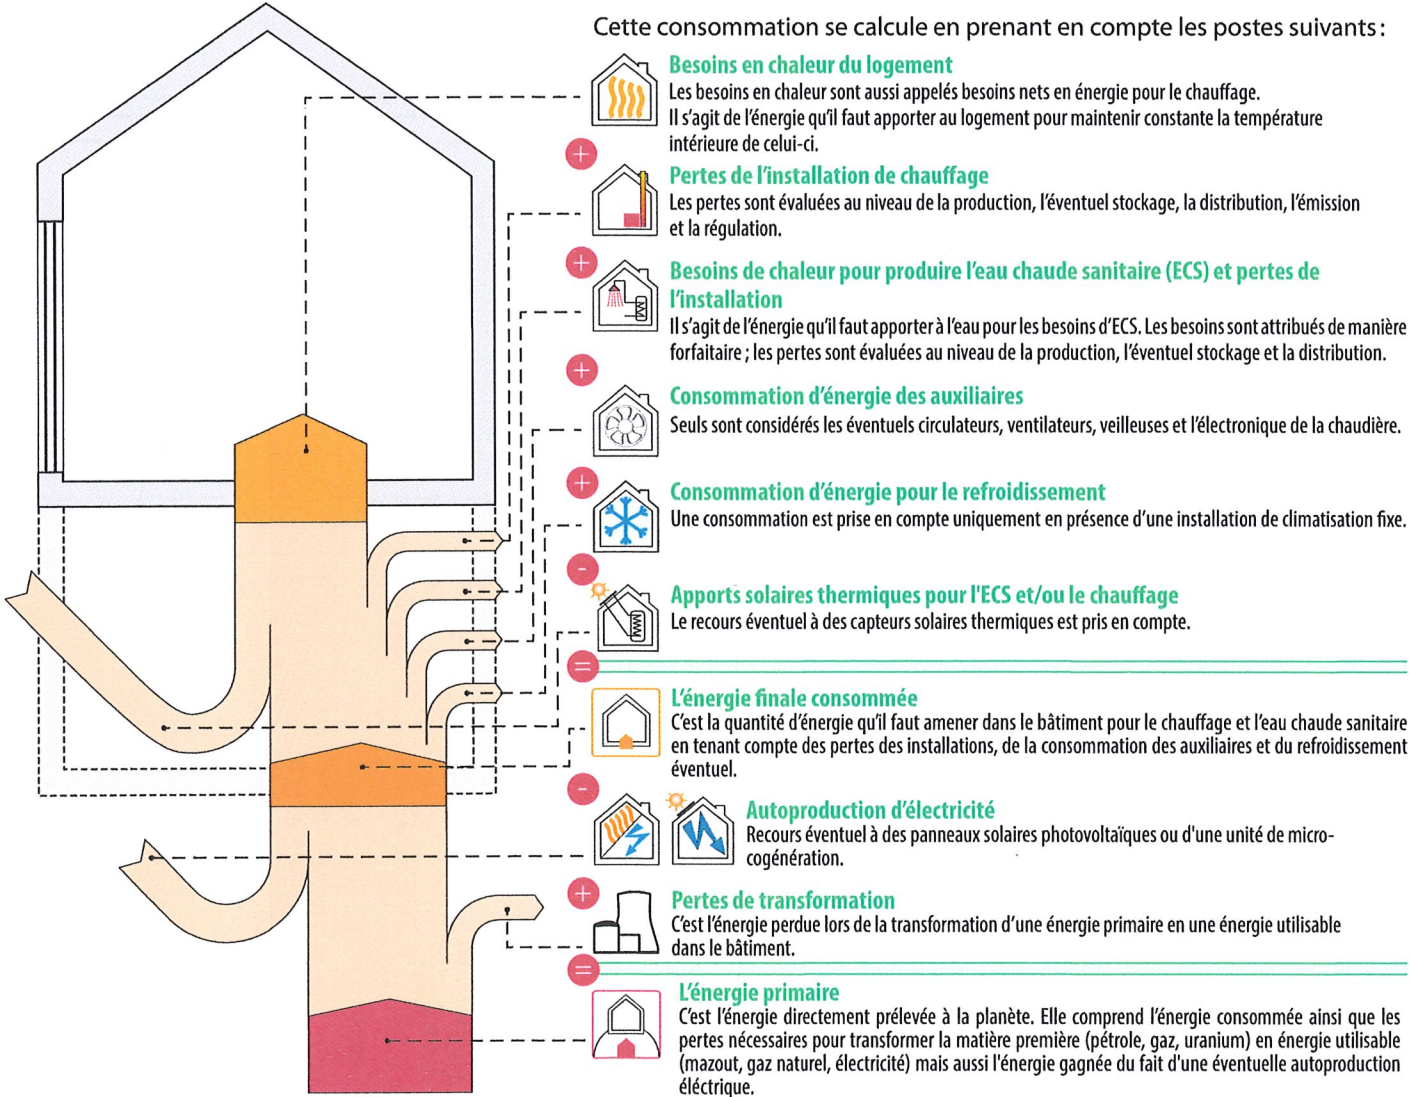 Cette consommation se calcule en prenant en compte les postes suivants :
Besoins en chaleur du logement
Les besoins en chaleur sont aussi appelés besoins nets en énergie pour le chauffage.
Il s'agit de l'énergie qu'il faut apporter au logement pour maintenir constante la température
intérieure de celui-ci.
+
Pertes de l'installation de chauffage
Les pertes sont évaluées au niveau de la production, l'éventuel stockage, la distribution, l'émission
et la régulation.
+
Besoins de chaleur pour produire l'eau chaude sanitaire (ECS) et pertes de
l'installation
Il s'agit de l'énergie qu'il faut apporter à l'eau pour les besoins d'ECS. Les besoins sont attribués de manière
forfaitaire ; les pertes sont évaluées au niveau de la production, l'éventuel stockage et la distribution.
+
Consommation d'énergie des auxiliaires
Seuls sont considérés les éventuels circulateurs, ventilateurs, veilleuses et l'électronique de la chaudière.
+
Consommation d'énergie pour le refroidissement
Une consommation est prise en compte uniquement en présence d'une installation de climatisation fixe.
-
Apports solaires thermiques pour l'ECS et/ou le chauffage
Le recours éventuel à des capteurs solaires thermiques est pris en compte.
=
L'énergie finale consommée
C'est la quantité d'énergie qu'il faut amener dans le bâtiment pour le chauffage et l'eau chaude sanitaire
en tenant compte des pertes des installations, de la consommation des auxiliaires et du refroidissement
éventuel.
-
Autoproduction d'électricité
Recours éventuel à des panneaux solaires photovoltaïques ou d'une unité de micro-
cogénération.
+
Pertes de transformation
C'est l'énergie perdue lors de la transformation d'une énergie primaire en une énergie utilisable
dans le bâtiment.
=
L'énergie primaire
C'est l'énergie directement prélevée à la planète. Elle comprend l'énergie consommée ainsi que les
pertes nécessaires pour transformer la matière première (pétrole, gaz, uranium) en énergie utilisable
(mazout, gaz naturel, électricité) mais aussi l'énergie gagnée du fait d'une éventuelle autoproduction
éléctrique.